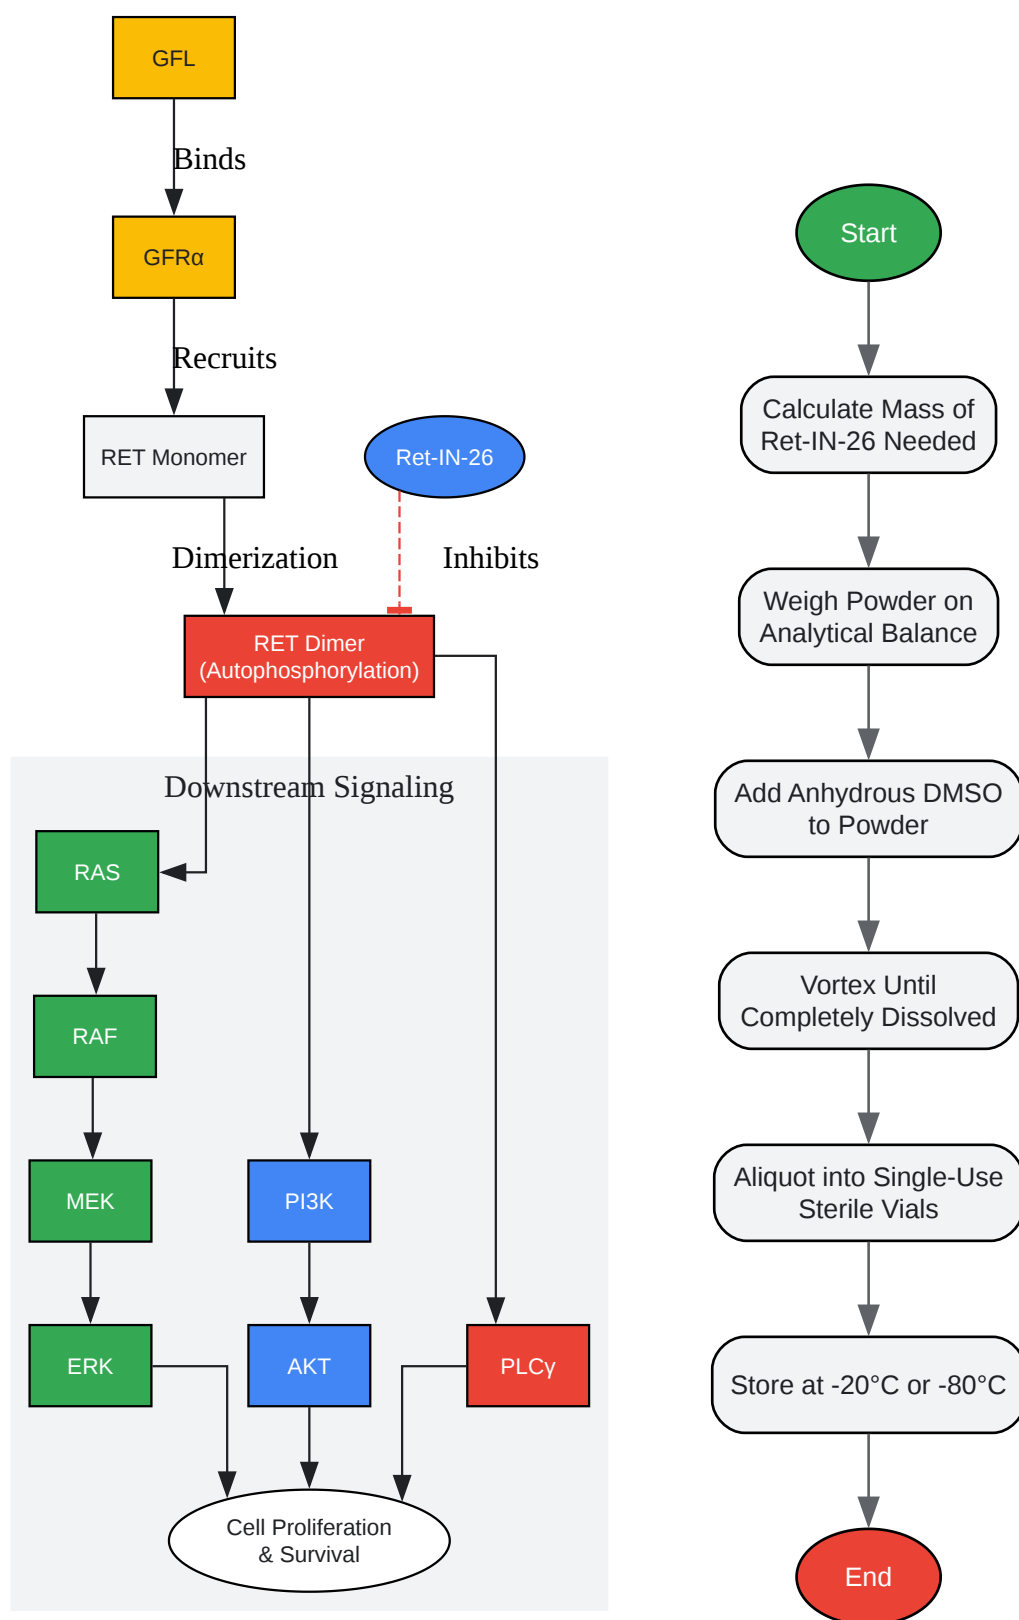 GFL
Binds
GFRα
Recruits
RET Monomer
Ret-IN-26
Dimerization
Inhibits
RET Dimer
(Autophosphorylation)
Downstream Signaling
RAS
RAF
MEK
PI3K
ERK
AKT
PLCγ
Cell Proliferation
& Survival
Start
Calculate Mass of
Ret-IN-26 Needed
Weigh Powder on
Analytical Balance
Add Anhydrous DMSO
to Powder
Vortex Until
Completely Dissolved
Aliquot into Single-Use
Sterile Vials
Store at -20°C or -80°C
End